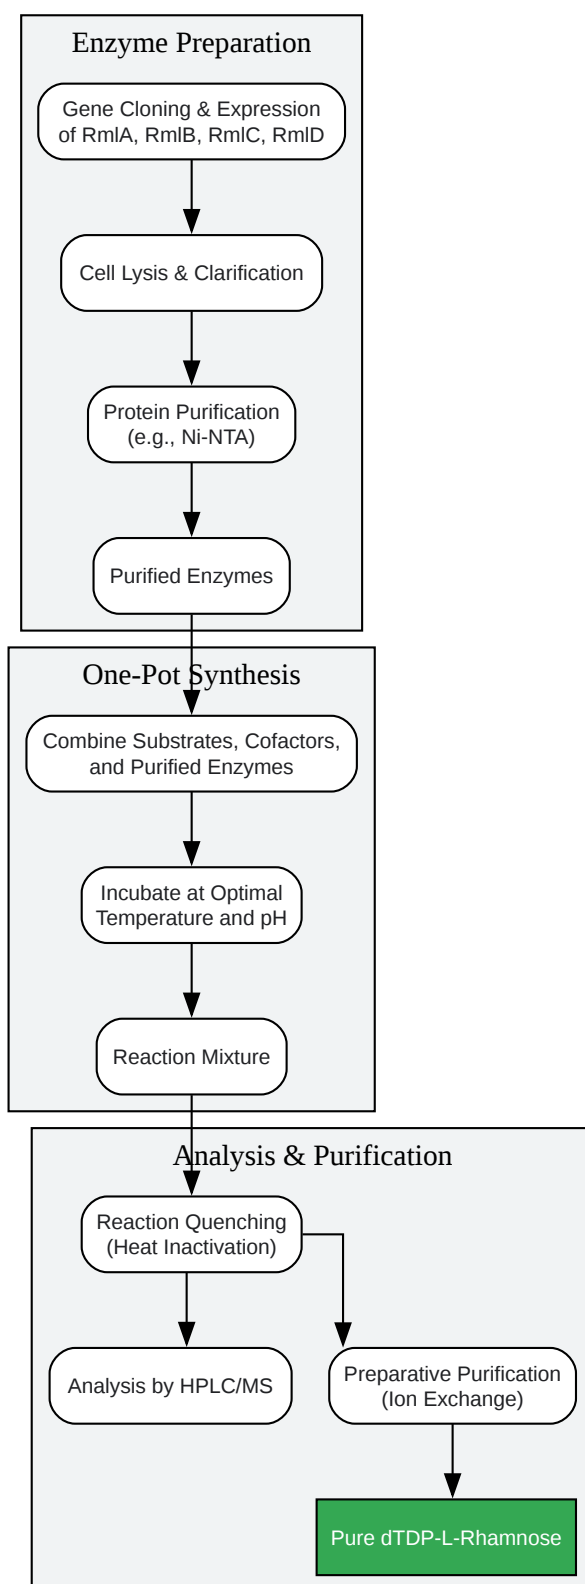 Enzyme Preparation
Gene Cloning & Expression
of RmlA, RmlB, RmlC, RmlD
Cell Lysis & Clarification
Protein Purification
(e.g., Ni-NTA)
Purified Enzymes
One-Pot Synthesis
Combine Substrates, Cofactors,
and Purified Enzymes
Incubate at Optimal
Temperature and pH
Reaction Mixture
Analysis & Purification
Reaction Quenching
(Heat Inactivation)
Analysis by HPLC/MS
Preparative Purification
(Ion Exchange)
Pure dTDP-L-Rhamnose